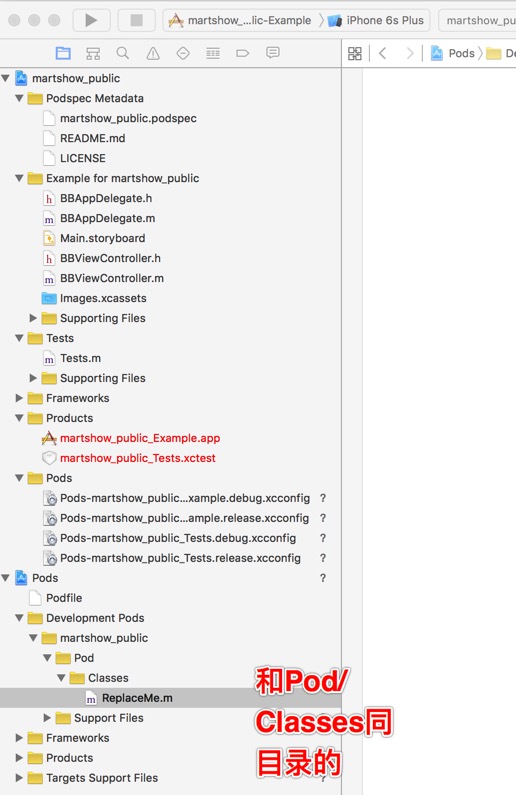 martshow_...lic-Example
iPhone 6s Plus
martshow_pu
Pods
De
martshow_public
Podspec Metadata
martshow_public.podspec
README.md
LICENSE
Example for martshow_public
BBAppDelegate.h
BBAppDelegate.m
Main.storyboard
BBViewController.h
BBViewController.m
Images.xcassets
Supporting Files
Tests
Tests.m
Supporting Files
Frameworks
Products
martshow_public_Example.app
martshow_public_Tests.xctest
Pods
Pods-martshow_public...xample.debug.xcconfig ?
Pods-martshow_public...ample.release.xcconfig ?
Pods-martshow_public_Tests.debug.xcconfig ?
Pods-martshow_public_Tests.release.xcconfig ?
Pods ?
Podfile
Development Pods
martshow_public
Pod
Classes
ReplaceMe.m
Support Files
Frameworks
Products
Targets Support Files ?
和Pod/
Classes同
目录的